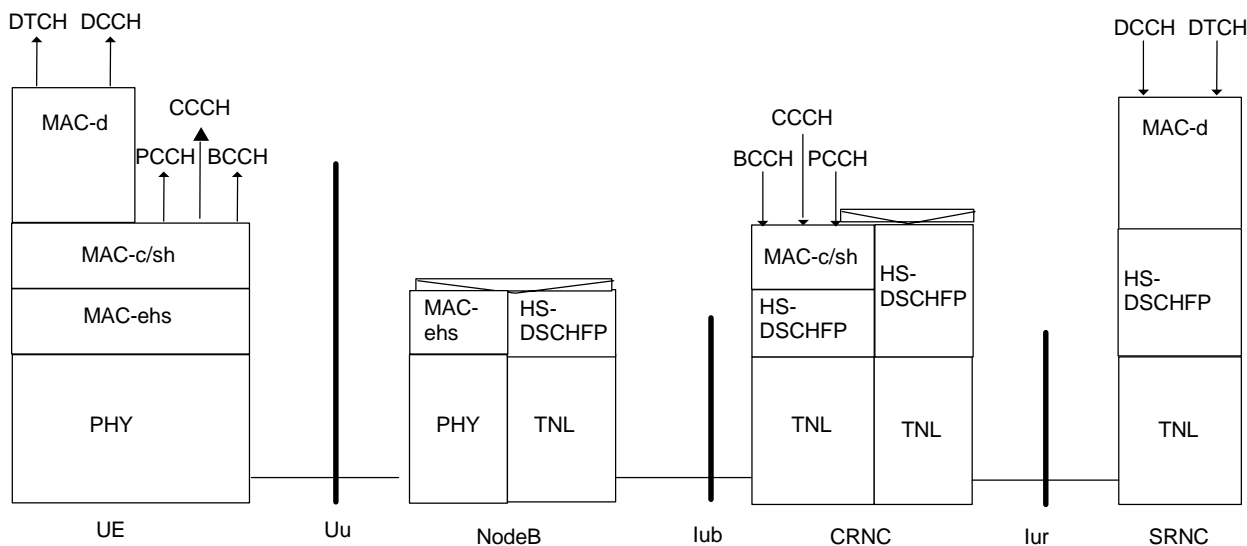 DTCH DCCH
MAC-d
CCCH
PCCH BCCH
MAC-c/sh
MAC-ehs
PHY
UE
Uu
MAC-
ehs
HS-
DSCHFP
PHY
TNL
NodeB
Iub
CCCH
BCCH PCCH
MAC-c/sh
HS-
DSCHFP
HS-
DSCHFP
TNL
TNL
CRNC
Iur
DCCH DTCH
MAC-d
HS-
DSCHFP
TNL
SRNC